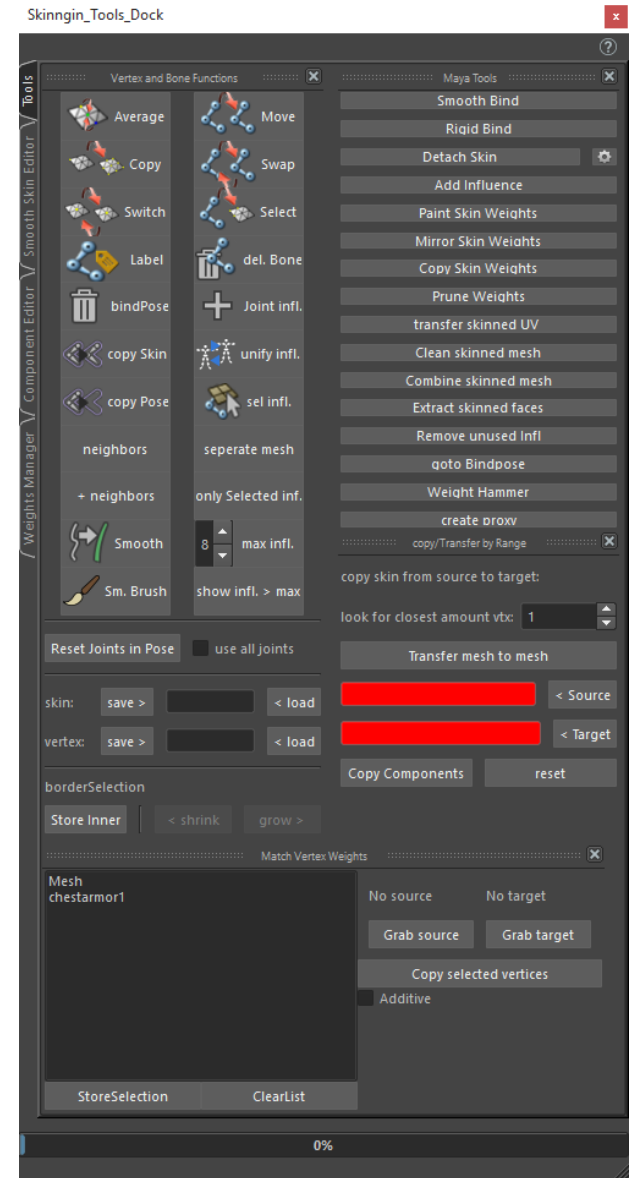 Skinngin_Tools_Dock
x
?
Tools
Smooth Skin Editor
Component Editor
Weights Manager
Vertex and Bone Functions
Average
Move
Copy
Swap
Switch
Select
Label
del. Bone
bindPose
Joint infl.
copy Skin
unify infl.
copy Pose
sel infl.
neighbors
seperate mesh
+ neighbors
only Selected inf.
Smooth
8
max infl.
Sm. Brush
show infl. > max
Reset Joints in Pose
use all joints
skin:
save >
< load
vertex:
save >
< load
borderSelection
Store Inner
< shrink
grow >
Maya Tools
Smooth Bind
Rigid Bind
Detach Skin
Add Influence
Paint Skin Weights
Mirror Skin Weights
Copy Skin Weights
Prune Weights
transfer skinned UV
Clean skinned mesh
Combine skinned mesh
Extract skinned faces
Remove unused Infl
goto Bindpose
Weight Hammer
create proxy
copy/Transfer by Range
copy skin from source to target:
look for closest amount vtx:
1
Transfer mesh to mesh
< Source
< Target
Copy Components
reset
Match Vertex Weights
Mesh
chestarmor1
No source
No target
Grab source
Grab target
Copy selected vertices
Additive
StoreSelection
ClearList
0%